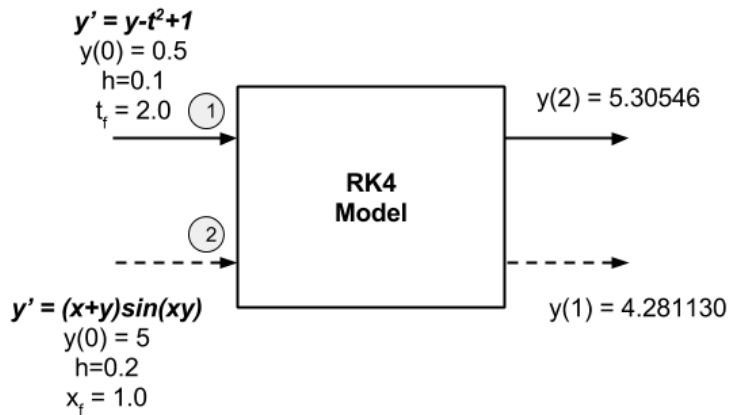 y' = y-t²+1
y(0) = 0.5
h=0.1
t_f = 2.0
1
y(2) = 5.30546
RK4
Model
2
y' = (x+y)sin(xy)
y(0) = 5
h=0.2
x_f = 1.0
y(1) = 4.281130